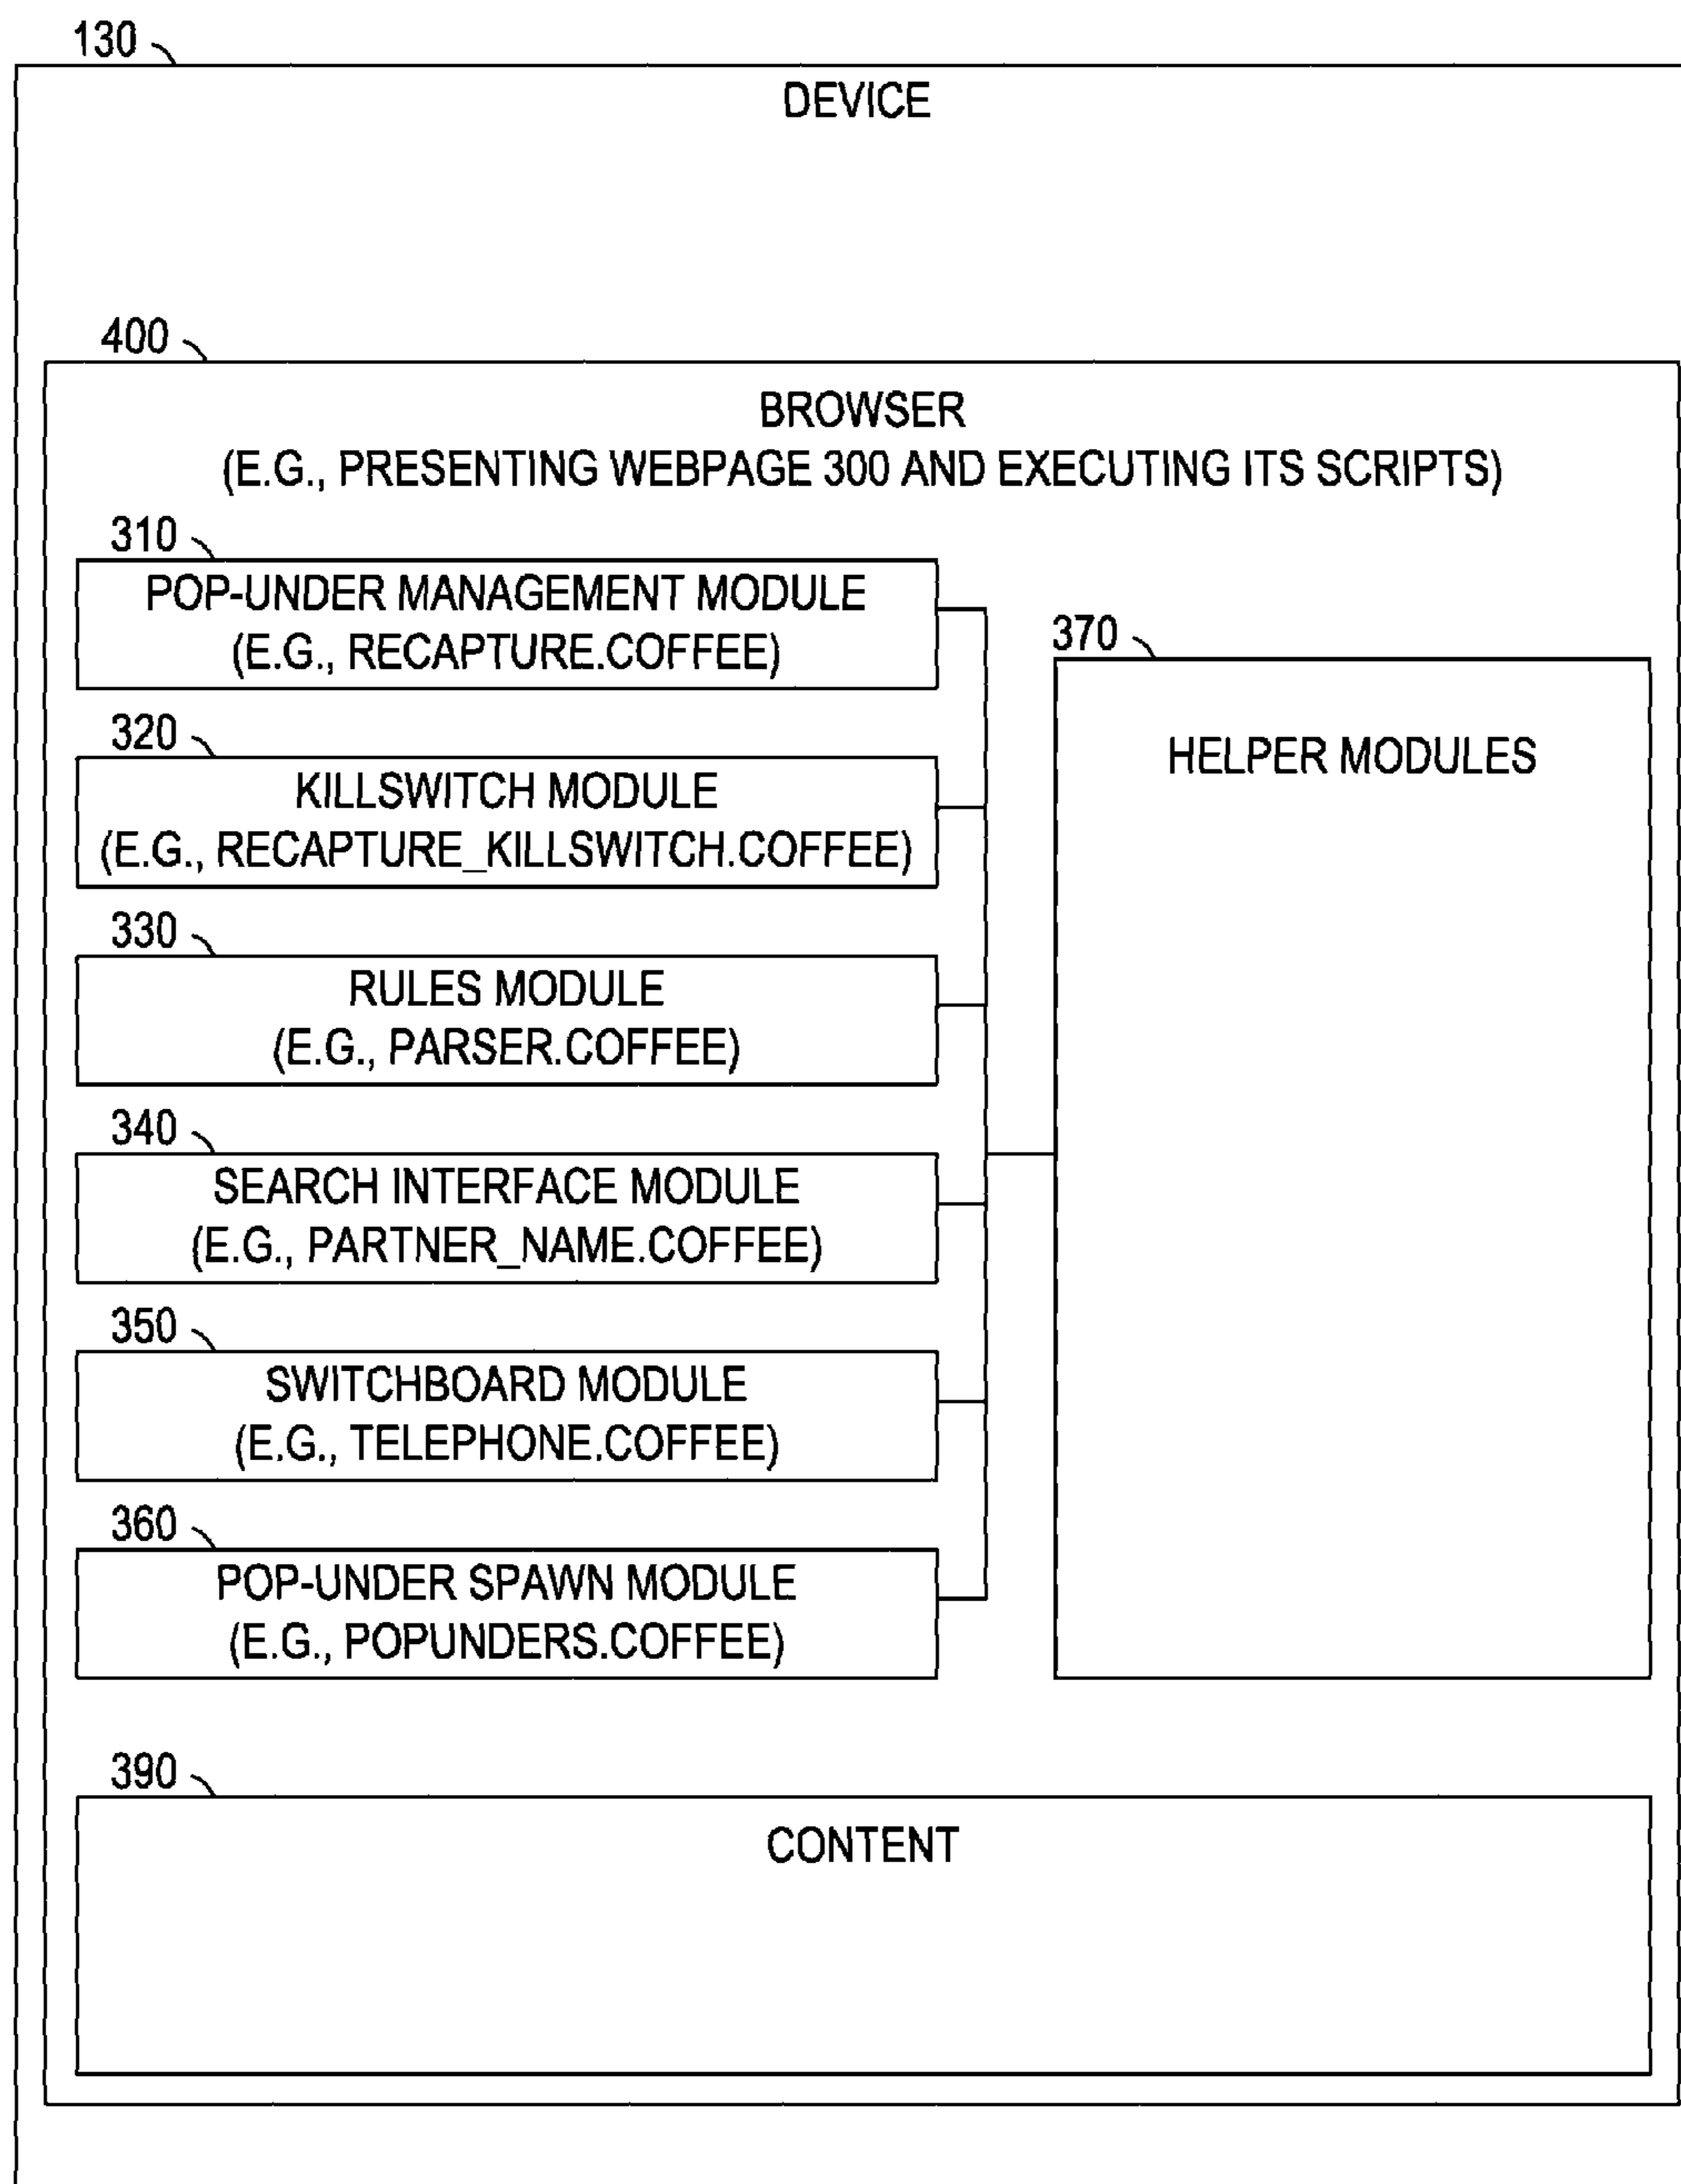 130
DEVICE
400
BROWSER
(E.G., PRESENTING WEBPAGE 300 AND EXECUTING ITS SCRIPTS)
310
POP-UNDER MANAGEMENT MODULE
(E.G., RECAPTURE.COFFEE)
320
KILLSWITCH MODULE
(E.G., RECAPTURE_KILLSWITCH.COFFEE)
330
RULES MODULE
(E.G., PARSER.COFFEE)
340
SEARCH INTERFACE MODULE
(E.G., PARTNER_NAME.COFFEE)
350
SWITCHBOARD MODULE
(E.G., TELEPHONE.COFFEE)
360
POP-UNDER SPAWN MODULE
(E.G., POPUNDERS.COFFEE)
370
HELPER MODULES
390
CONTENT